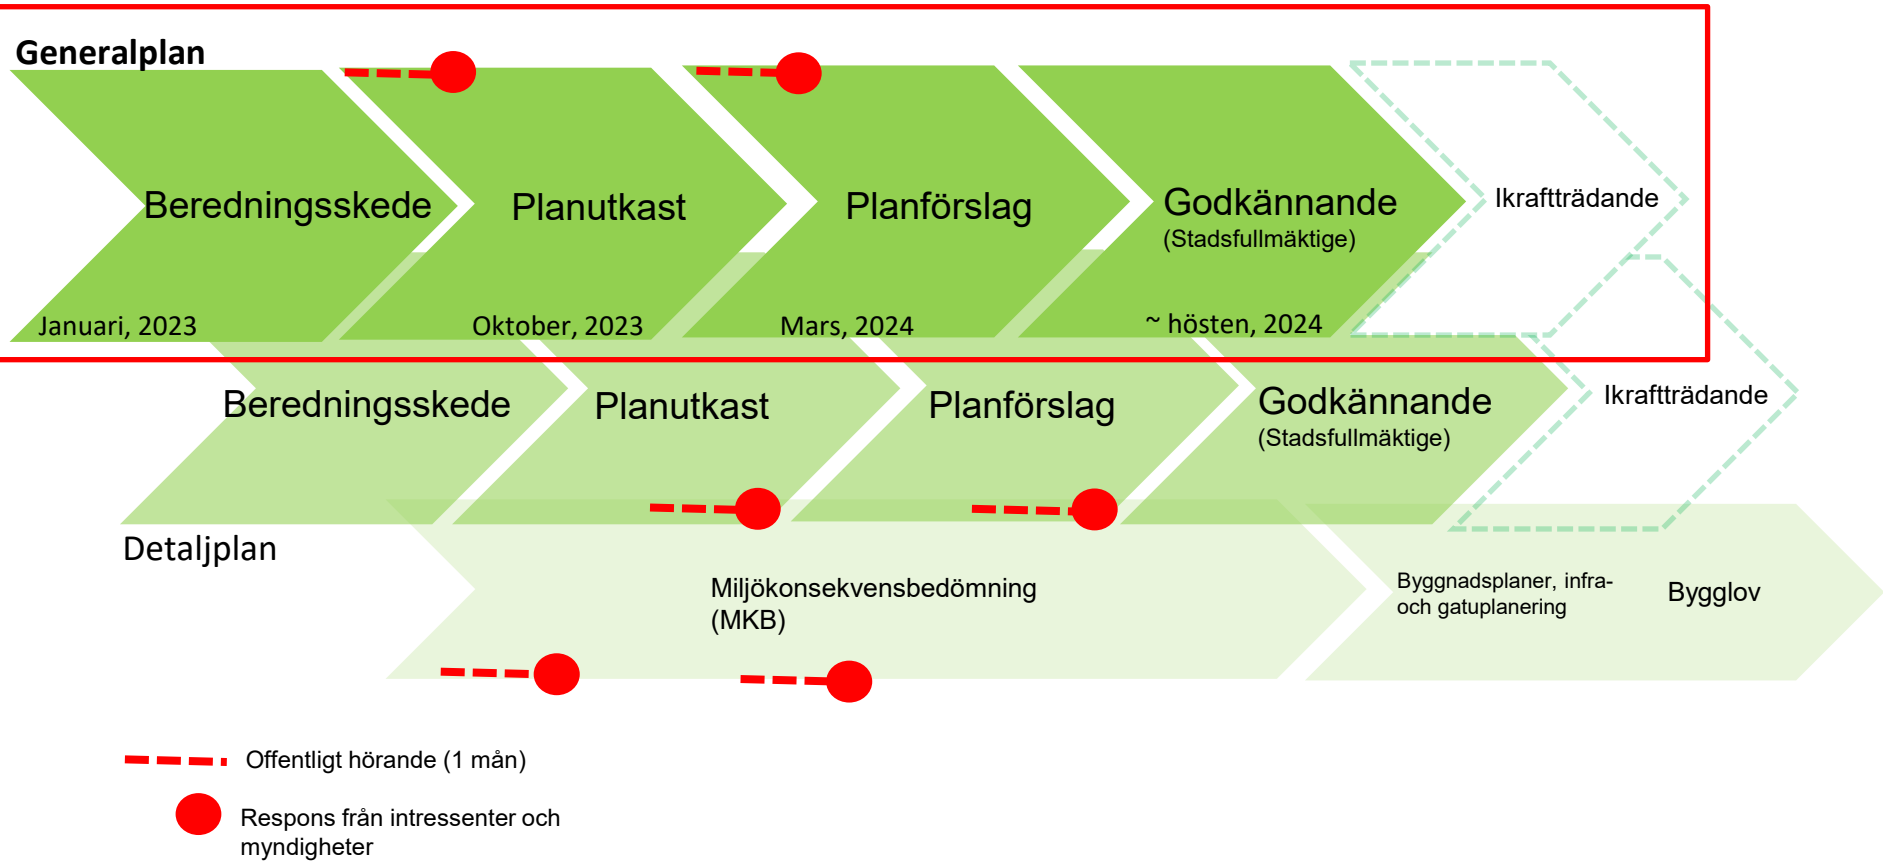 Generalplan
Beredningsskede
Planutkast
Planförslag
Godkännande
(Stadsfullmäktige)
Ikraftträdande
Januari, 2023
Oktober, 2023
Mars, 2024
~ hösten, 2024
Beredningsskede
Planutkast
Planförslag
Godkännande
(Stadsfullmäktige)
Ikraftträdande
Detaljplan
Miljökonsekvensbedömning
(MKB)
Byggnadsplaner, infra-
och gatuplanering
Bygglov
Offentligt hörande (1 mån)
Respons från intressenter och
myndigheter